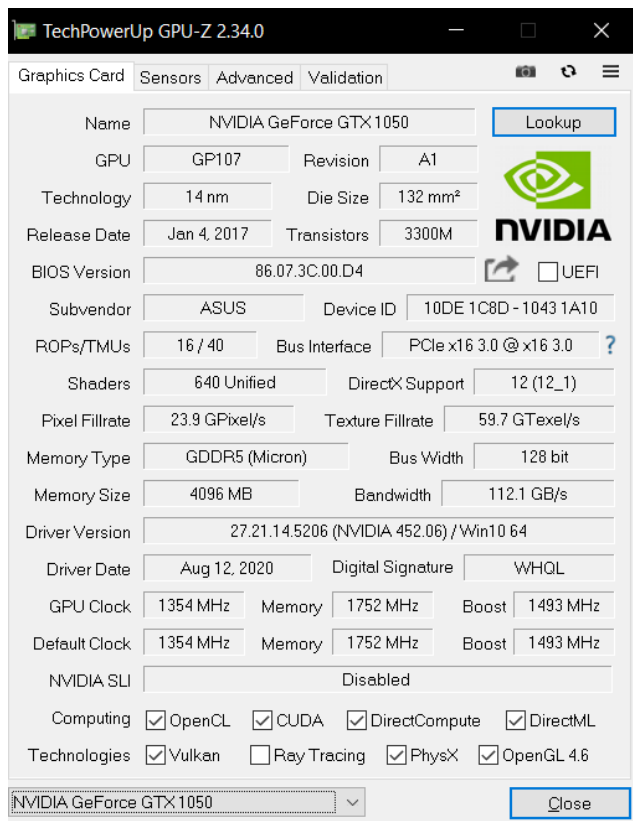 TechPowerUp GPU-Z 2.34.0
Graphics Card Sensors Advanced Validation
Name NVIDIA GeForce GTX 1050 Lookup
GPU GP107 Revision A1
Technology 14 nm Die Size 132 mm²
Release Date Jan 4, 2017 Transistors 3300M
NVIDIA
BIOS Version 86.07.3C.00.D4 UEFI
Subvendor ASUS Device ID 10DE 1C8D - 1043 1A10
ROPs/TMUs 16 / 40 Bus Interface PCIe x16 3.0 @ x16 3.0 ?
Shaders 640 Unified DirectX Support 12 (12_1)
Pixel Fillrate 23.9 GPixel/s Texture Fillrate 59.7 GTexel/s
Memory Type GDDR5 (Micron) Bus Width 128 bit
Memory Size 4096 MB Bandwidth 112.1 GB/s
Driver Version 27.21.14.5206 (NVIDIA 452.06) / Win10 64
Driver Date Aug 12, 2020 Digital Signature WHQL
GPU Clock 1354 MHz Memory 1752 MHz Boost 1493 MHz
Default Clock 1354 MHz Memory 1752 MHz Boost 1493 MHz
NVIDIA SLI Disabled
Computing OpenCL CUDA DirectCompute DirectML
Technologies Vulkan Ray Tracing PhysX OpenGL 4.6
NVIDIA GeForce GTX 1050 Close